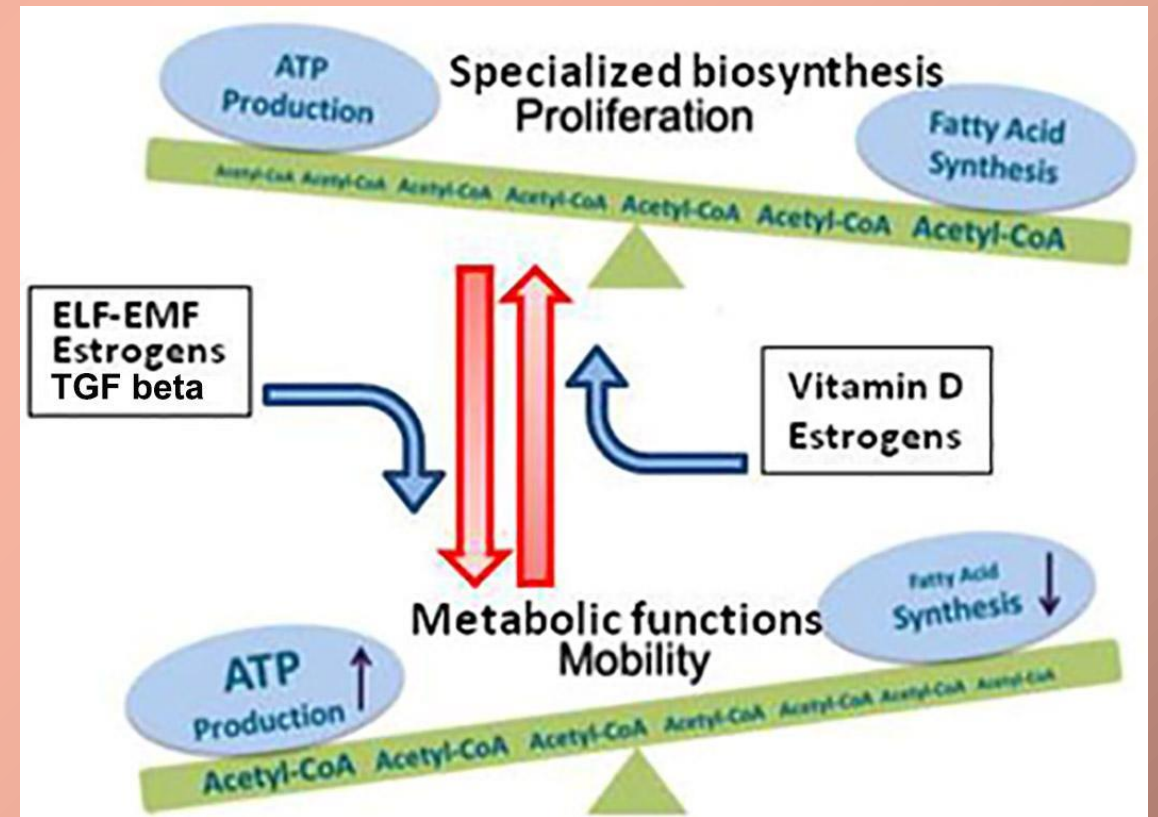 ATP
Production
Specialized biosynthesis
Proliferation
Fatty Acid
Synthesis
Acetyl-CoA Acetyl-CoA Acetyl-CoA Acetyl-CoA Acetyl-CoA Acetyl-CoA Acetyl-CoA
ELF-EMF
Estrogens
TGF beta
Vitamin D
Estrogens
Metabolic functions
Mobility
Fatty Acid
Synthesis
ATP
Production
Acetyl-CoA Acetyl-CoA Acetyl-CoA Acetyl-CoA Acetyl-CoA Acetyl-CoA Acetyl-CoA